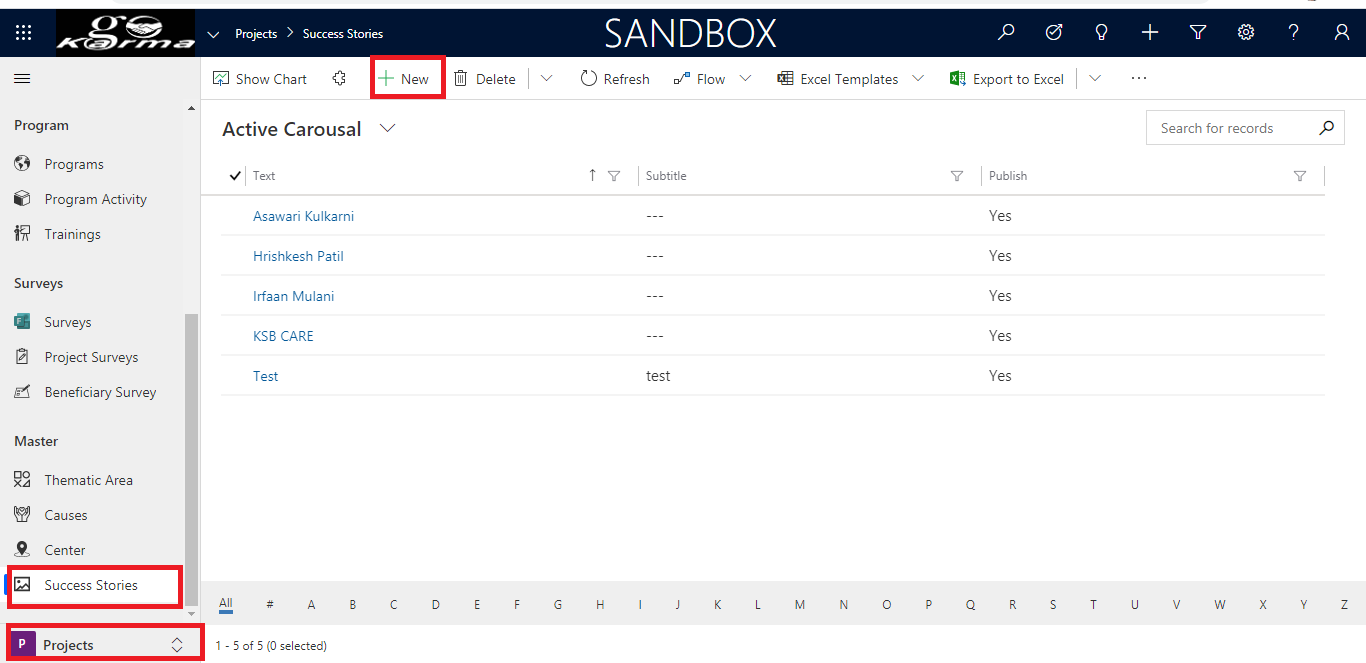 go karma
Projects > Success Stories
SANDBOX
Show Chart
New
Delete
Refresh
Flow
Excel Templates
Export to Excel
Program
Programs
Program Activity
Trainings
Surveys
Surveys
Project Surveys
Beneficiary Survey
Master
Thematic Area
Causes
Center
Success Stories
P Projects
Active Carousal
Search for records
Text Subtitle Publish
Asawari Kulkarni --- Yes
Hrishkesh Patil --- Yes
Irfaan Mulani --- Yes
KSB CARE --- Yes
Test test Yes
All # A B C D E F G H I J K L M N O P Q R S T U V W X Y Z
1 - 5 of 5 (0 selected)